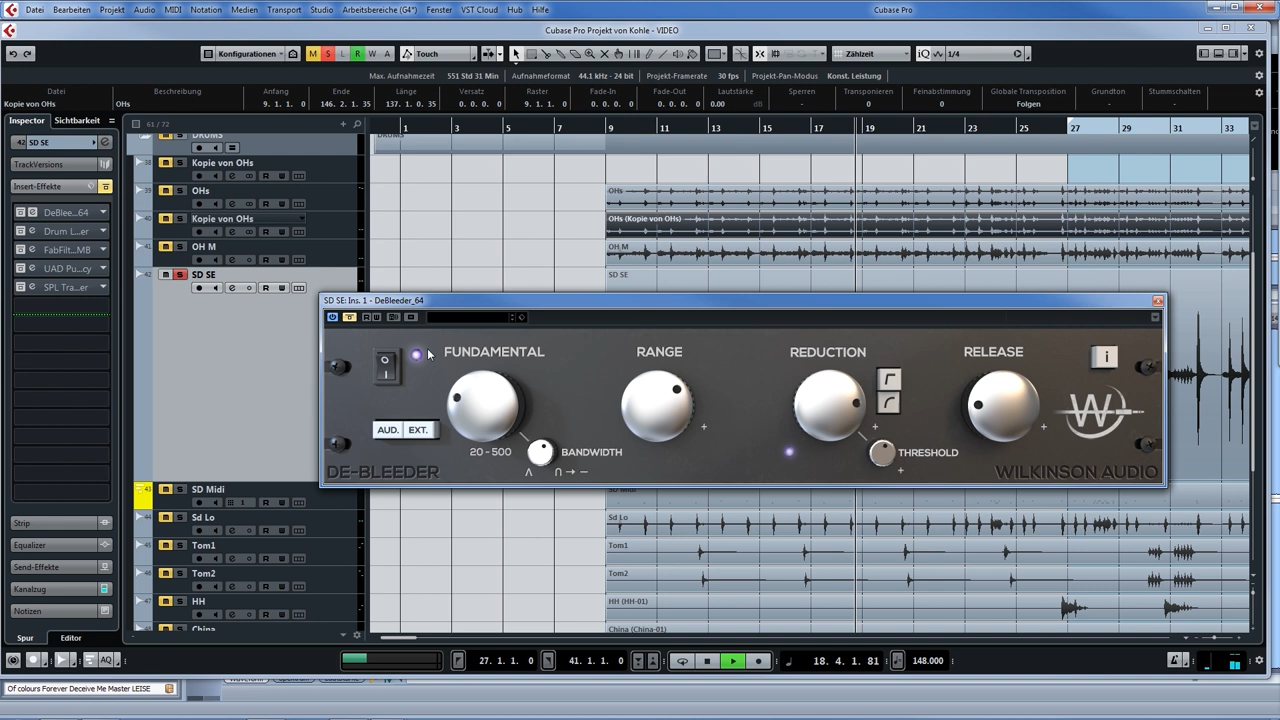 Datei Bearbeiten Projekt Audio MIDI Notation Medien Transport Studio Arbeitsbereiche (G4*) Fenster VST Cloud Hub Hilfe Cubase Pro
Cubase Pro Projekt von Kohle - VIDEO
Konfigurationen M S L R W A Touch Zählzeit iQ 1/4
Max. Aufnahmezeit 551 Std 31 Min Aufnahmeformat 44.1 kHz - 24 bit Projekt-Framerate 30 fps Projekt-Pan-Modus Konst. Leistung
Datei Beschreibung Anfang Ende Länge Versatz Raster Fade-In Fade-Out Lautstärke Sperren Transponieren Feinabstimmung Globale Transposition Grundton Stummschalten
Kopie von OHs OHs 9. 1. 1. 0 146. 2. 1. 35 137. 1. 0. 35 0. 0. 0. 0 9. 1. 1. 0 0. 0. 0. 0 0. 0. 0. 0 0.00 dB - 0 0 Folgen - -
Inspector Sichtbarkeit 61 / 72 1 3 5 7 9 11 13 15 17 19 21 23 25 27 29 31 33
DRUMS DRUMS
42 SD SE
TrackVersions
38 M S Kopie von OHs
Insert-Effekte
39 M S OHs OHs
DeBlee...64
40 M S Kopie von OHs OHs (Kopie von OHs)
Drum L...er
41 M S OH M OH M
FabFilt...MB
UAD Pu...cy
42 M S SD SE SD SE
SPL Tra...er
SD SE: Ins. 1 - DeBleeder_64
R W
FUNDAMENTAL RANGE REDUCTION RELEASE i
O
I
AUD. EXT.
20 - 500 BANDWIDTH THRESHOLD
DE-BLEEDER WILKINSON AUDIO
43 M S SD Midi SD Midi
1
44 M S Sd Lo Sd Lo
Strip
45 M S Tom1 Tom1
Equalizer
46 M S Tom2 Tom2
Send-Effekte
Kanalzug
47 M S HH HH (HH-01)
Notizen
China China (China-01)
Spur Editor
AQ 27. 1. 1. 0 41. 1. 1. 0 18. 4. 1. 81 148.000
Of colours Forever Deceive Me Master LEISE